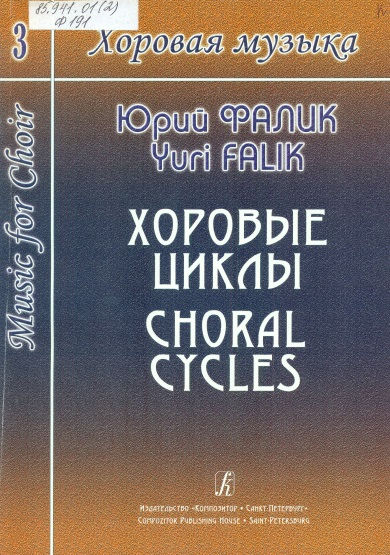 85.941.01(2)
Ф 191
3
Хоровая музыка
Music for Choir
Юрий ФАЛИК
Yuri FALIK
ХОРОВЫЕ
ЦИКЛЫ
CHORAL
CYCLES
Издательство «Композитор • Санкт-Петербург»
Compozitor Publishing House • Saint-Petersburg